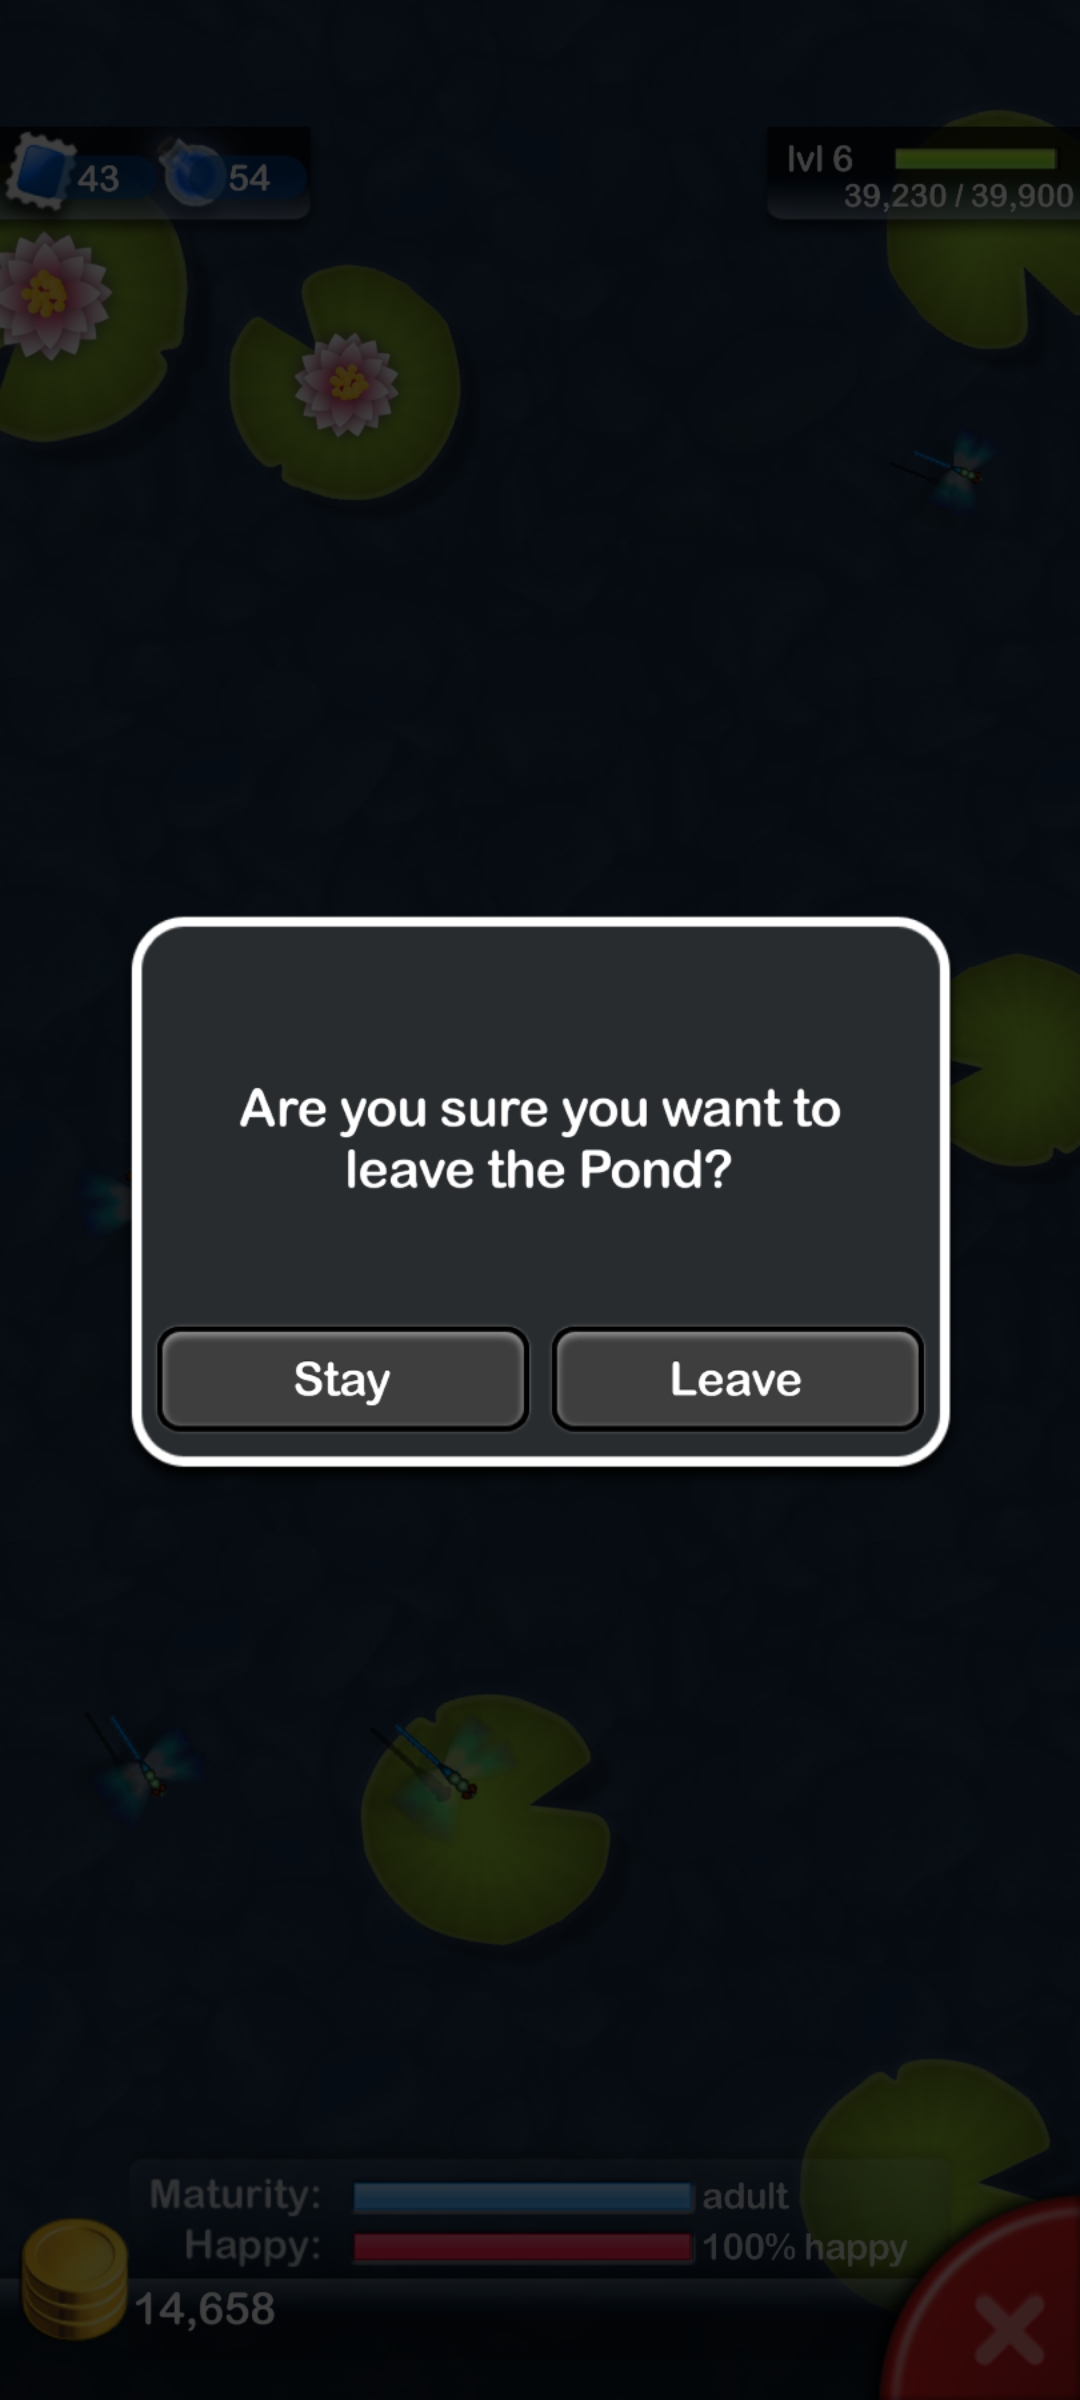 43 54
lvl 6
39,230 / 39,900
Are you sure you want to
leave the Pond?
Stay Leave
Maturity: adult
Happy: 100% happy
14,658